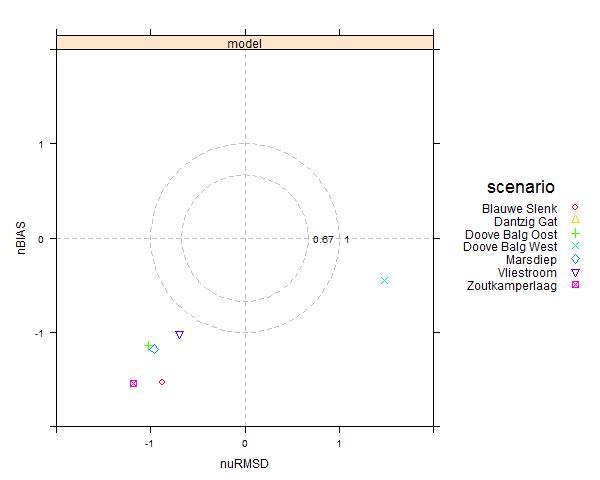 model
nBIAS
1
0
-1
0.67 1
-1 0 1
nuRMSD
scenario
Blauwe Slenk
Dantzig Gat
Doove Balg Oost
Doove Balg West
Marsdiep
Vliestroom
Zoutkamperlaag